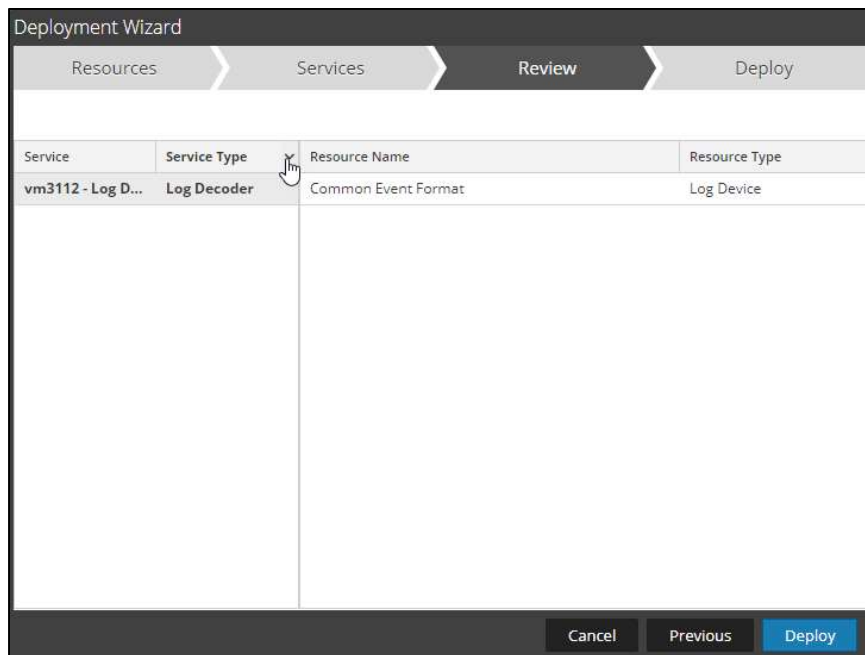 Deployment Wizard
Resources Services Review Deploy
Service Service Type Resource Name Resource Type
vm3112 - Log D... Log Decoder Common Event Format Log Device
Cancel Previous Deploy